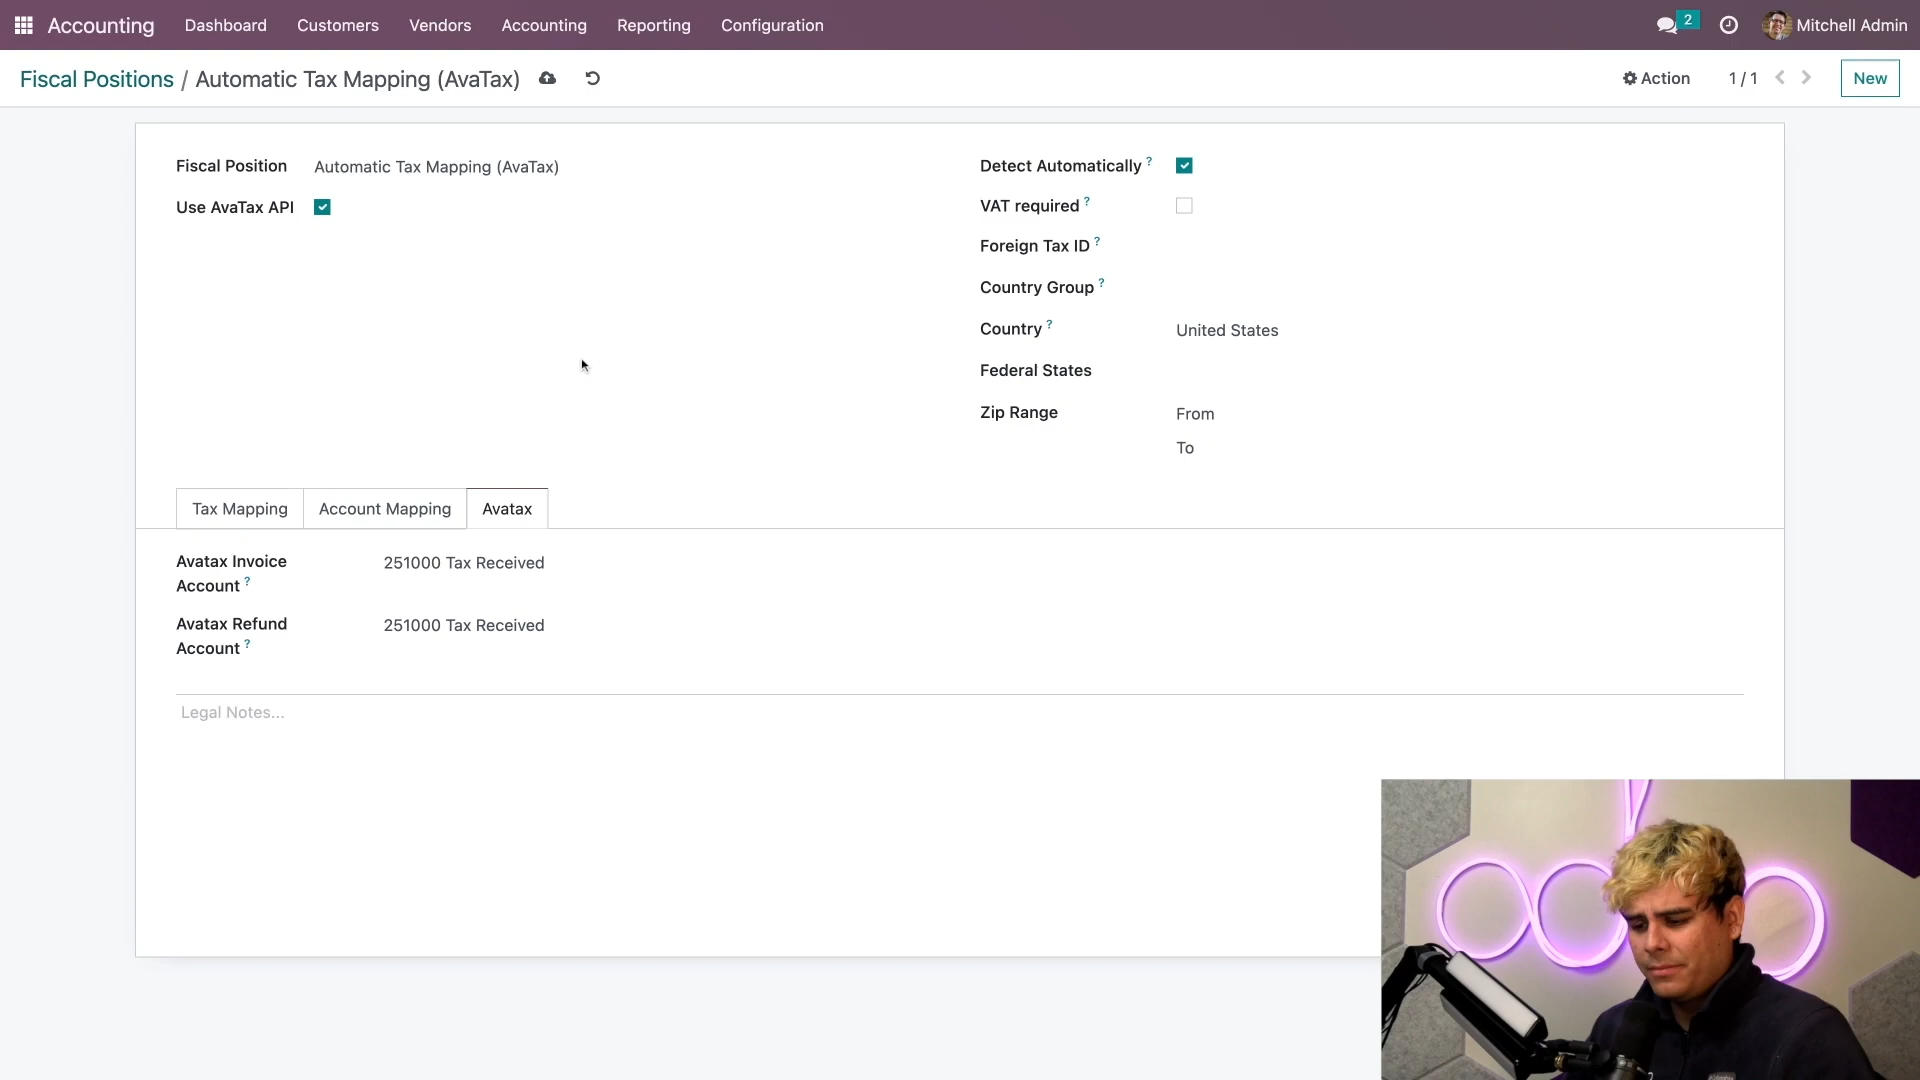 Accounting Dashboard Customers Vendors Accounting Reporting Configuration 2 Mitchell Admin
Fiscal Positions / Automatic Tax Mapping (AvaTax) Action 1 / 1 New
Fiscal Position Automatic Tax Mapping (AvaTax)
Use AvaTax API
Detect Automatically ?
VAT required ?
Foreign Tax ID ?
Country Group ?
Country ? United States
Federal States
Zip Range From
To
Tax Mapping Account Mapping Avatax
Avatax Invoice
Account ? 251000 Tax Received
Avatax Refund
Account ? 251000 Tax Received
Legal Notes...
odoo